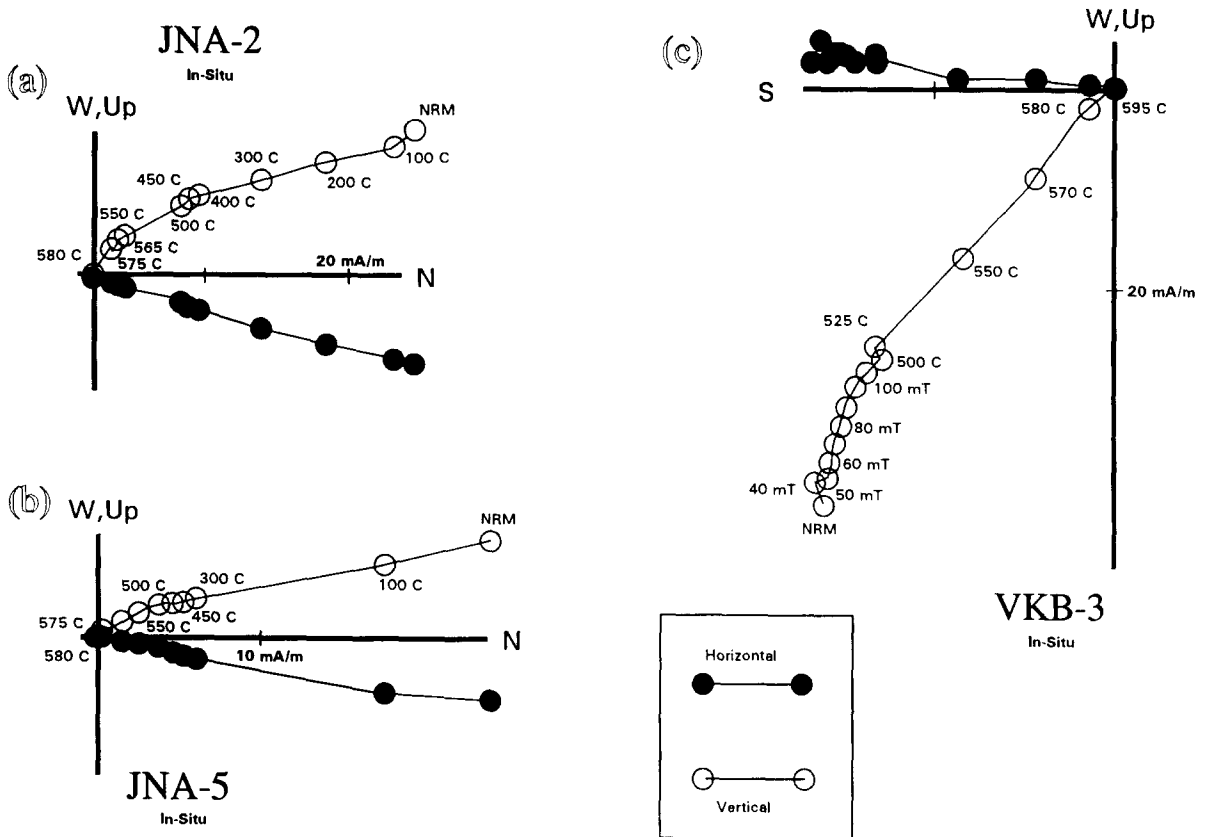 JNA-2
In-Situ
(a)
W,Up
NRM
100 C
200 C
300 C
400 C
450 C
500 C
550 C
565 C
575 C
580 C
20 mA/m
N
(b)
W,Up
NRM
100 C
300 C
450 C
500 C
550 C
575 C
580 C
10 mA/m
N
JNA-5
In-Situ
(c)
W,Up
S
580 C
595 C
570 C
550 C
20 mA/m
525 C
500 C
100 mT
80 mT
60 mT
40 mT
50 mT
NRM
VKB-3
In-Situ
Horizontal
Vertical